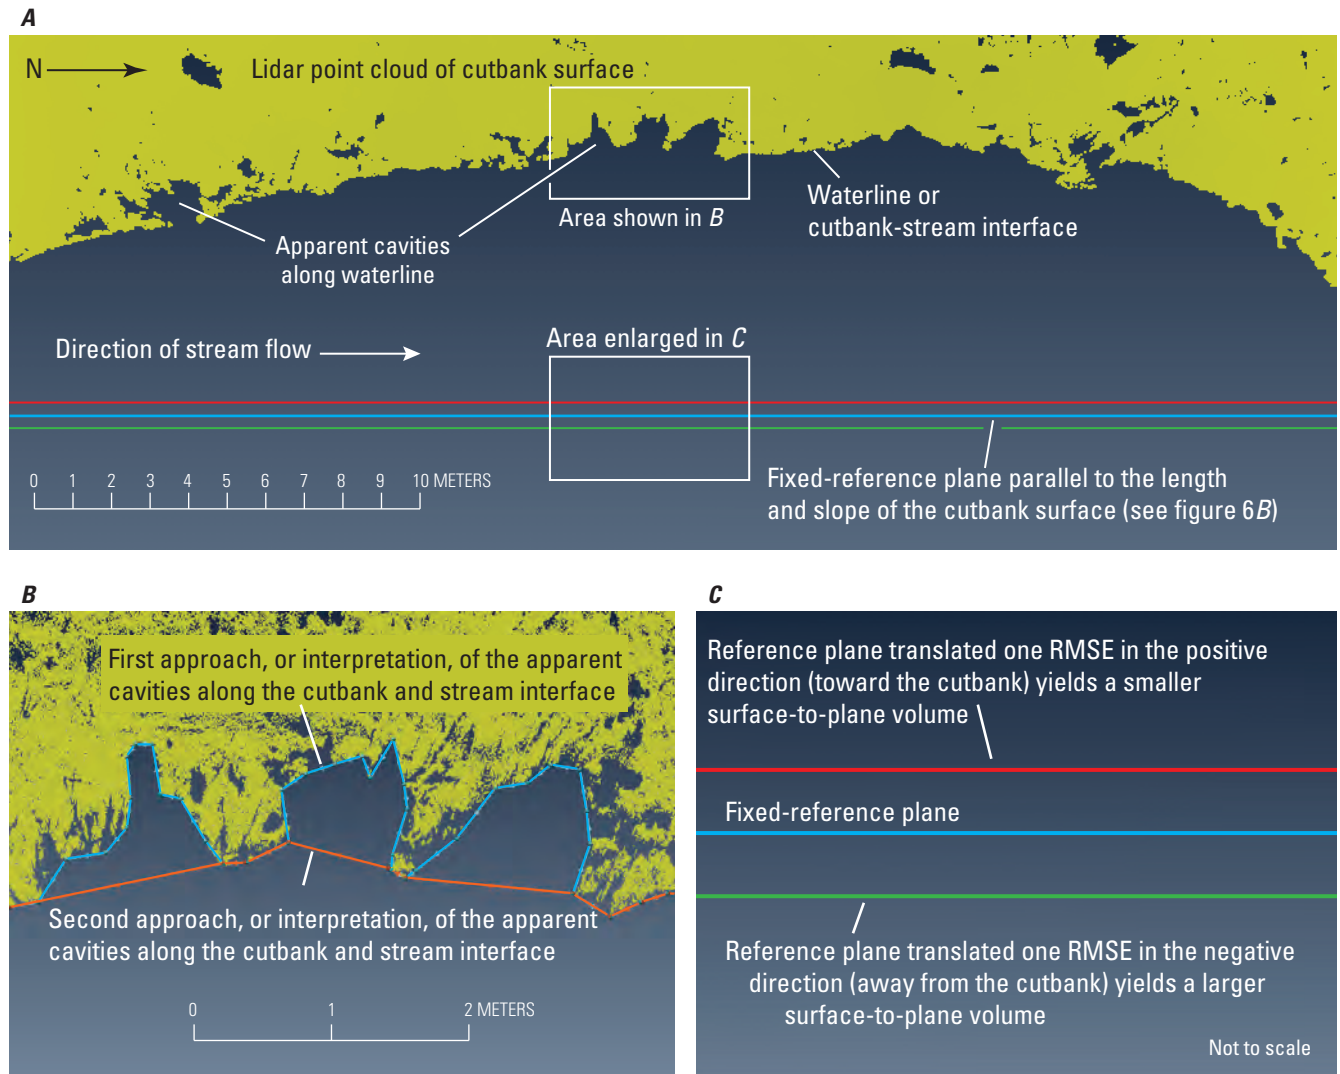 A
N
Lidar point cloud of cutbank surface
Area shown in B
Waterline or
cutbank-stream interface
Apparent cavities
along waterline
Direction of stream flow
Area enlarged in C
0 1 2 3 4 5 6 7 8 9 10 METERS
Fixed-reference plane parallel to the length
and slope of the cutbank surface (see figure 6B)
B
First approach, or interpretation, of the apparent
cavities along the cutbank and stream interface
Second approach, or interpretation, of the apparent
cavities along the cutbank and stream interface
0 1 2 METERS
C
Reference plane translated one RMSE in the positive
direction (toward the cutbank) yields a smaller
surface-to-plane volume
Fixed-reference plane
Reference plane translated one RMSE in the negative
direction (away from the cutbank) yields a larger
surface-to-plane volume
Not to scale